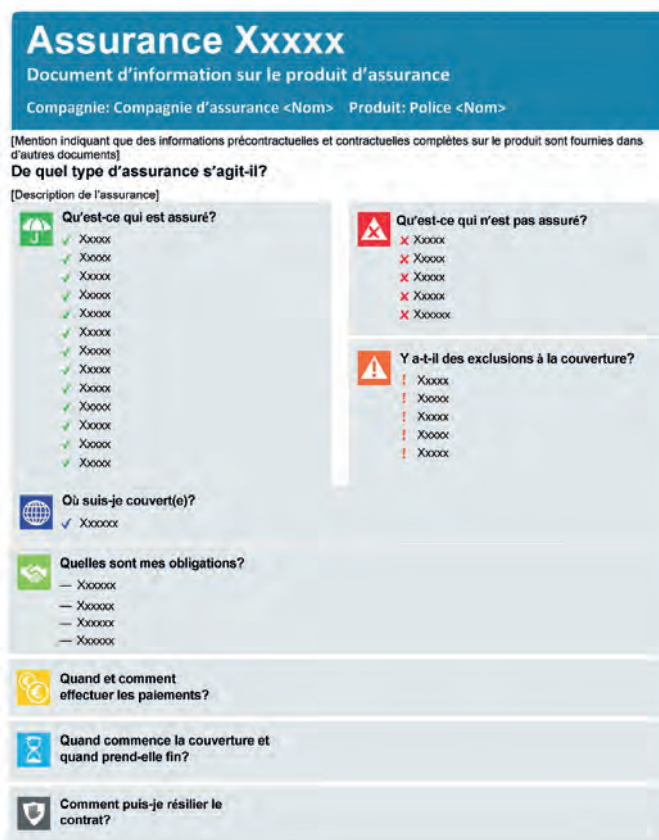 Assurance Xxxxx
Document d'information sur le produit d'assurance
Compagnie: Compagnie d'assurance <Nom> Produit: Police <Nom>
[Mention indiquant que des informations précontractuelles et contractuelles complètes sur le produit sont fournies dans
d'autres documents]
De quel type d'assurance s'agit-il?
[Description de l'assurance]
Qu'est-ce qui est assuré?
✓ Xxxxx
✓ Xxxxx
✓ Xxxxx
✓ Xxxxx
✓ Xxxxx
✓ Xxxxx
✓ Xxxxx
✓ Xxxxx
✓ Xxxxx
✓ Xxxxx
✓ Xxxxx
✓ Xxxxx
✓ Xxxxx
Qu'est-ce qui n'est pas assuré?
✗ Xxxxx
✗ Xxxxx
✗ Xxxxx
✗ Xxxxx
✗ Xxxxxx
Y a-t-il des exclusions à la couverture?
! Xxxxx
! Xxxxx
! Xxxxx
! Xxxxx
! Xxxxx
Où suis-je couvert(e)?
✓ Xxxxxx
Quelles sont mes obligations?
— Xxxxxx
— Xxxxxx
— Xxxxxx
— Xxxxxx
Quand et comment
effectuer les paiements?
Quand commence la couverture et
quand prend-elle fin?
Comment puis-je résilier le
contrat?